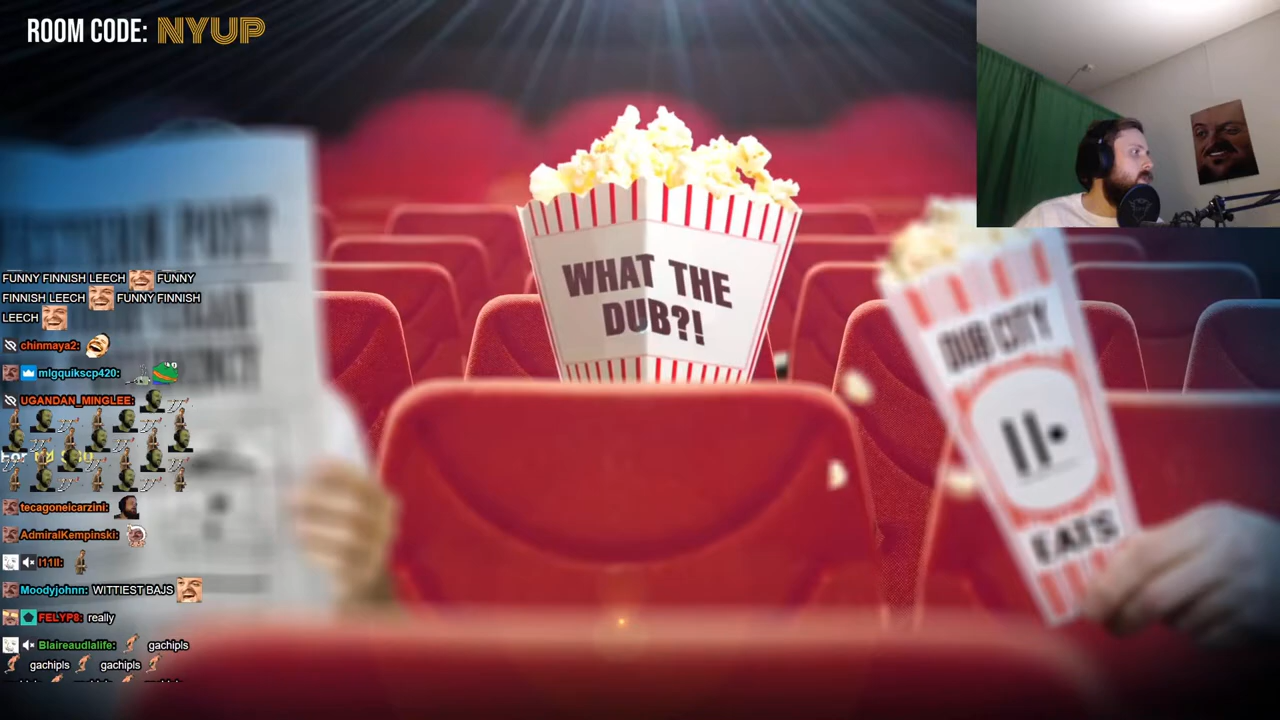 ROOM CODE: NYUP
WHAT THE
DUB?!
DUB CITY
EATS
FUNNY FINNISH LEECH FUNNY
FINNISH LEECH FUNNY FINNISH
LEECH
chinmaya2:
mlgquikscp420:
UGANDAN_MINGLEE:
tecagoneicarzini:
AdmiralKempinski:
Moodyjohnn: WITTIEST BAJS
FELYP8: really
Blaireaudlalife: gachipls
gachipls gachipls